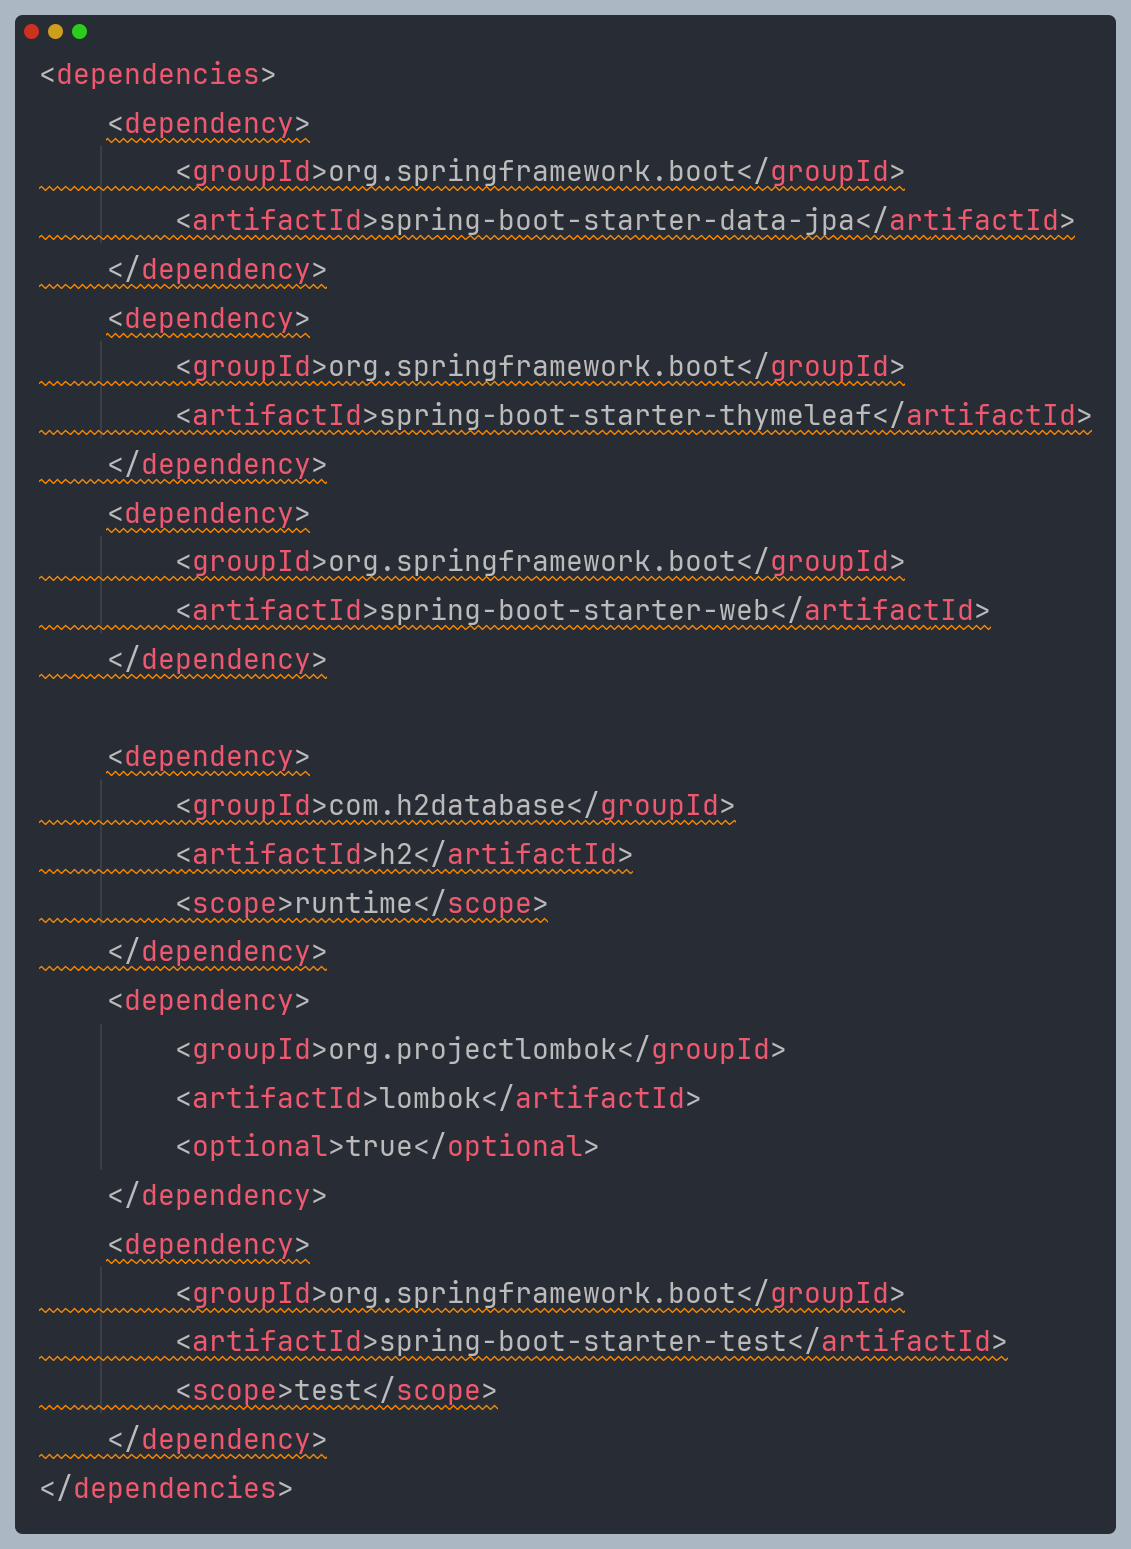 <dependencies>
    <dependency>
        <groupId>org.springframework.boot</groupId>
        <artifactId>spring-boot-starter-data-jpa</artifactId>
    </dependency>
    <dependency>
        <groupId>org.springframework.boot</groupId>
        <artifactId>spring-boot-starter-thymeleaf</artifactId>
    </dependency>
    <dependency>
        <groupId>org.springframework.boot</groupId>
        <artifactId>spring-boot-starter-web</artifactId>
    </dependency>

    <dependency>
        <groupId>com.h2database</groupId>
        <artifactId>h2</artifactId>
        <scope>runtime</scope>
    </dependency>
    <dependency>
        <groupId>org.projectlombok</groupId>
        <artifactId>lombok</artifactId>
        <optional>true</optional>
    </dependency>
    <dependency>
        <groupId>org.springframework.boot</groupId>
        <artifactId>spring-boot-starter-test</artifactId>
        <scope>test</scope>
    </dependency>
</dependencies>